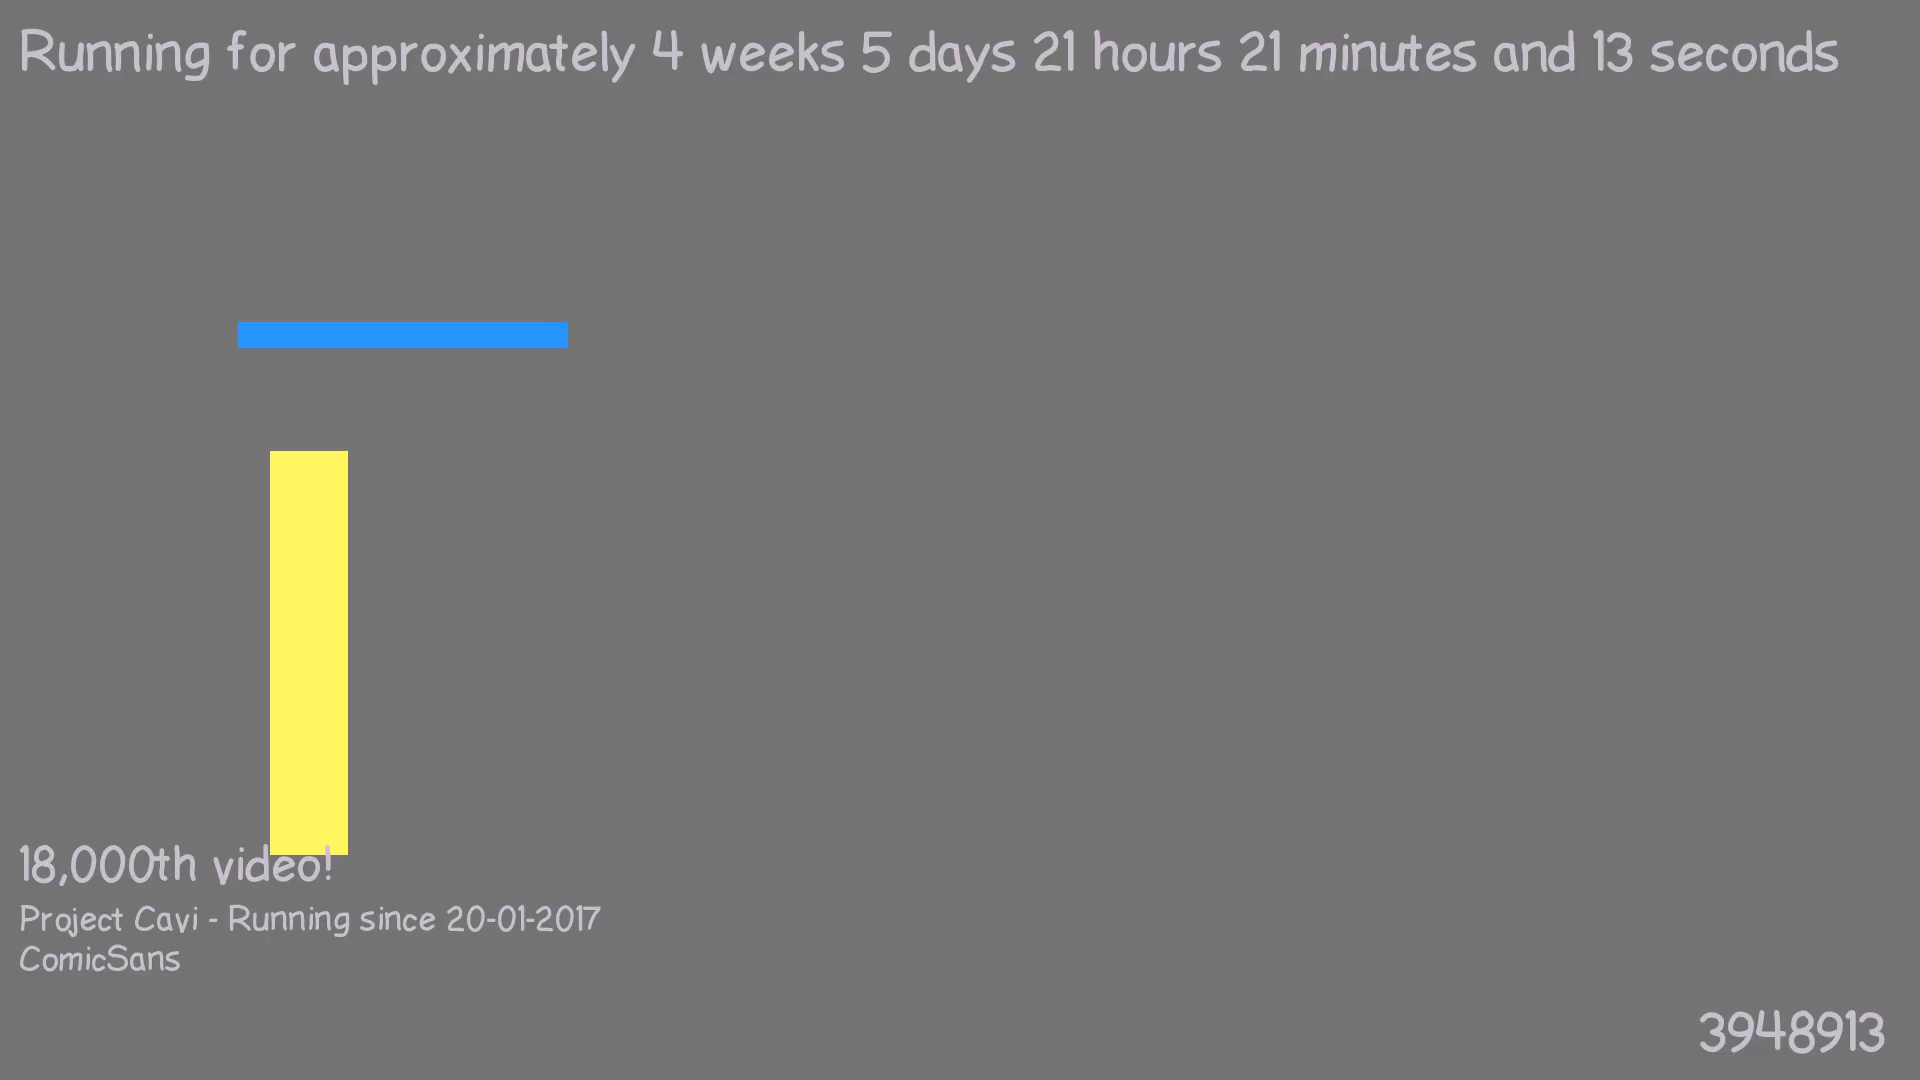 Running for approximately 4 weeks 5 days 21 hours 21 minutes and 13 seconds
18,000th video!
Project Cavi - Running since 20-01-2017
ComicSans
3948913